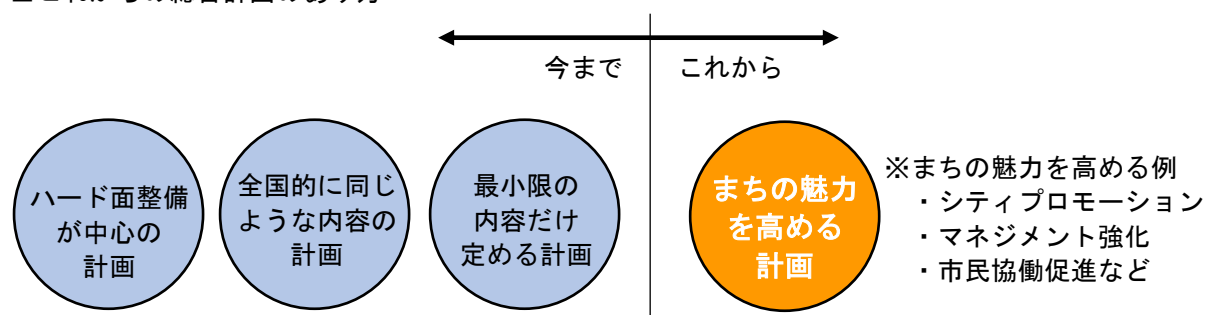 今まで
これから
ハード面整備
が中心の
計画
全国的に同じ
ような内容の
計画
最小限の
内容だけ
定める計画
まちの魅力
を高める
計画
※まちの魅力を高める例
・シティプロモーション
・マネジメント強化
・市民協働促進など